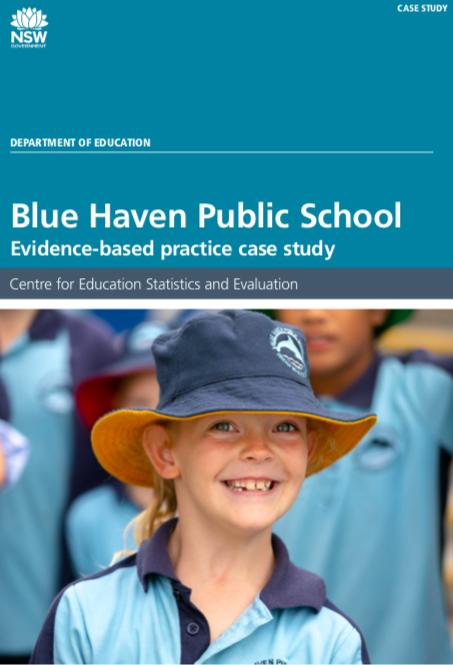 CASE STUDY
NSW
GOVERNMENT
DEPARTMENT OF EDUCATION
Blue Haven Public School
Evidence-based practice case study
Centre for Education Statistics and Evaluation